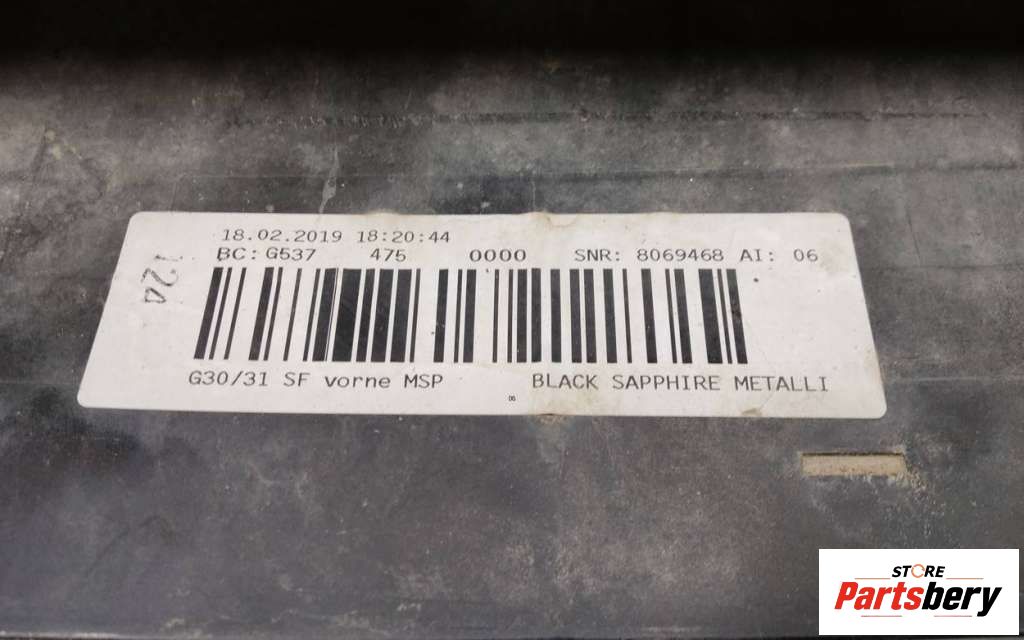 18.02.2019 18:20:44
BC: G537 475 0000 SNR: 8069468 AI: 06
124
G30/31 SF vorne MSP BLACK SAPPHIRE METALLI
06
STORE
Partsbery